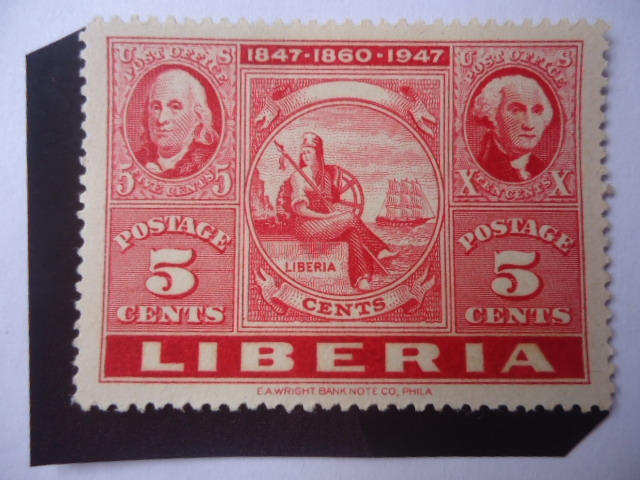 1847·1860·1947
U S
POST OFFICE
5 FIVE CENTS 5
U S
POST OFFICE
X TEN CENTS X
LIBERIA
CENTS
POSTAGE
5
CENTS
POSTAGE
5
CENTS
LIBERIA
E.A.WRIGHT BANK NOTE CO., PHILA